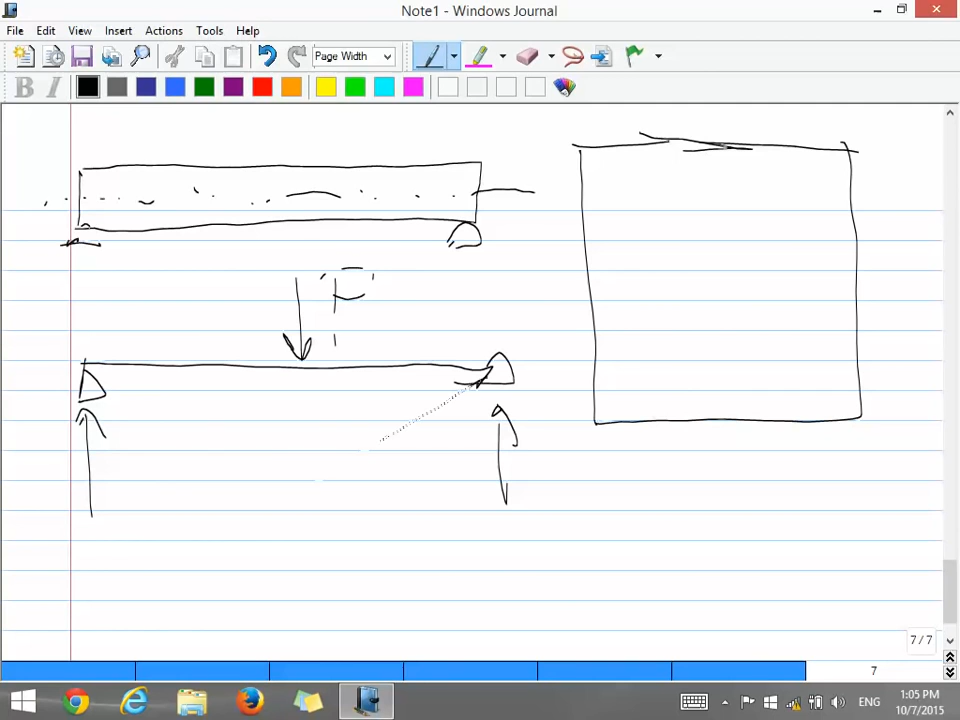 Note1 - Windows Journal
File Edit View Insert Actions Tools Help
Page Width
B I
F
7 / 7
7
ENG
1:05 PM
10/7/2015